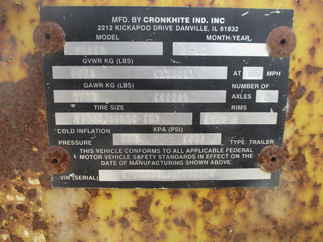 MFG. BY CRONKHITE IND. INC
2212 KICKAPOO DRIVE DANVILLE, IL 61832
MODEL MONTH/YEAR
GVWR KG (LBS)
AT MPH
GAWR KG (LBS) NUMBER OF
AXLES
TIRE SIZE RIMS
COLD INFLATION KPA (PSI)
PRESSURE TYPE: TRAILER
THIS VEHICLE CONFORMS TO ALL APPLICABLE FEDERAL
MOTOR VEHICLE SAFETY STANDARDS IN EFFECT ON THE
DATE OF MANUFACTURING SHOWN ABOVE.
VIN (SERIAL)